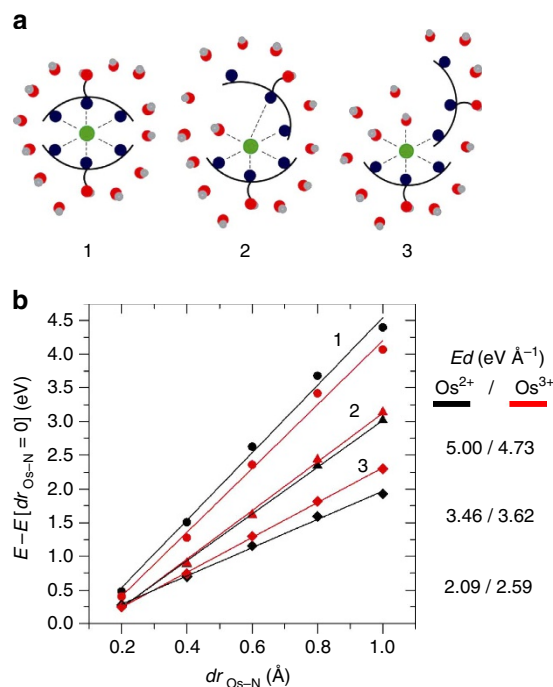 a
1 2 3
b
E – E [dr Os–N = 0] (eV)
4.5
4.0
3.5
3.0
2.5
2.0
1.5
1.0
0.5
0.0
1
2
3
0.2 0.4 0.6 0.8 1.0
dr Os–N (Å)
Ed (eV Å⁻¹)
Os²⁺ / Os³⁺
5.00 / 4.73
3.46 / 3.62
2.09 / 2.59